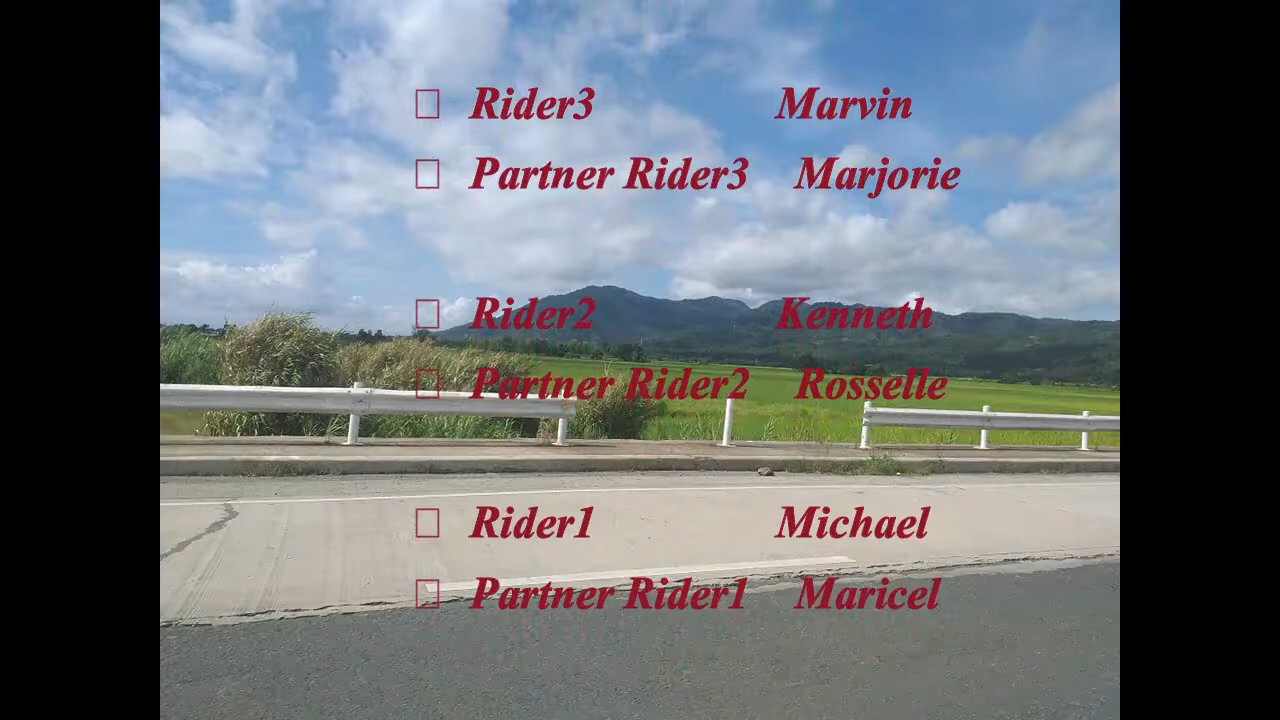 Rider3 Marvin
Partner Rider3 Marjorie
Rider2 Kenneth
Partner Rider2 Rosselle
Rider1 Michael
Partner Rider1 Maricel